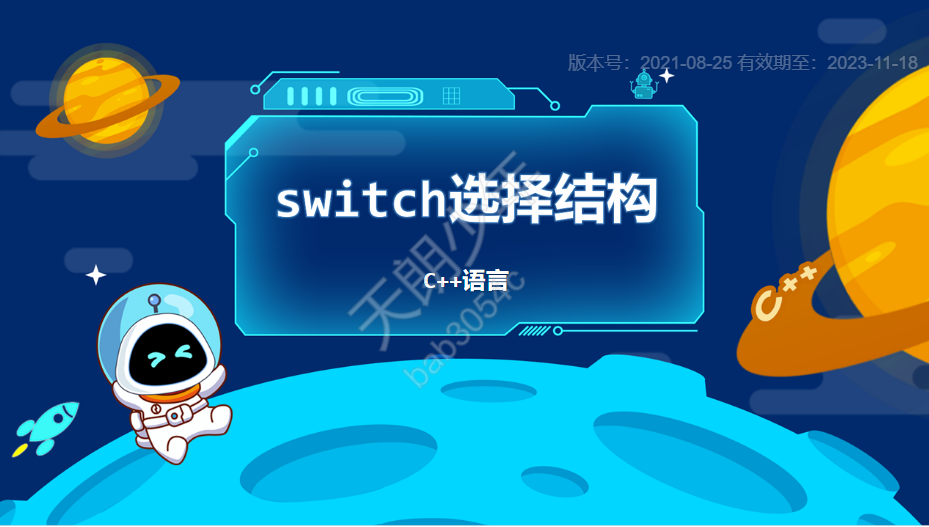 版本号：2021-08-25 有效期至：2023-11-18
switch选择结构
C++语言
C++
天朗少年
bab3054c